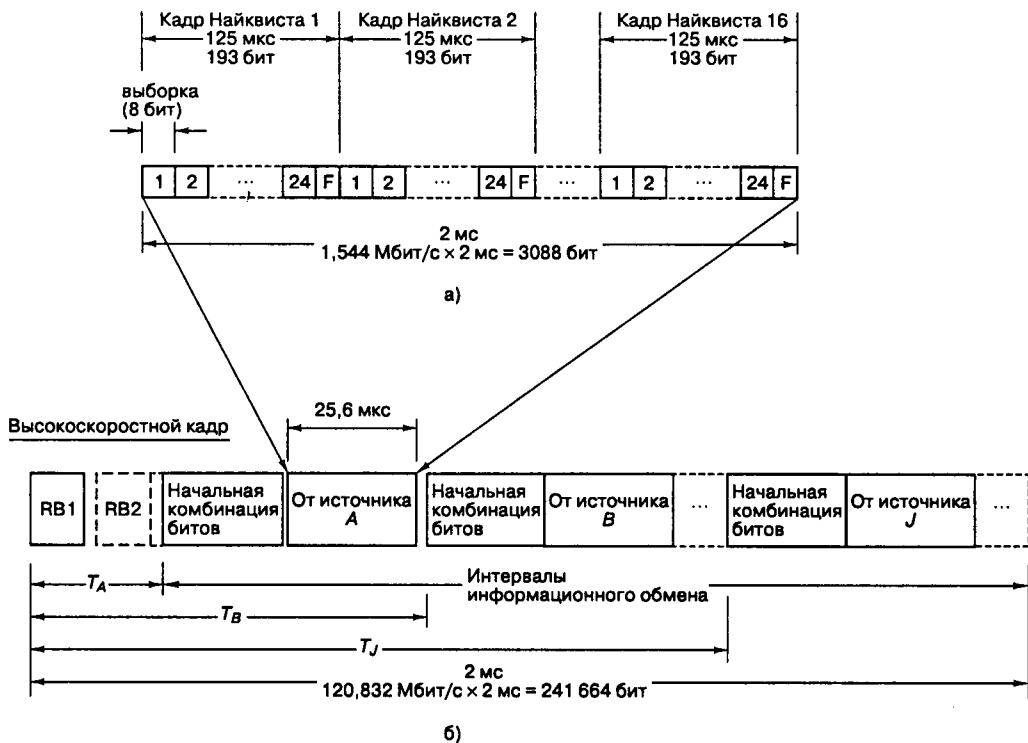 Кадр Найквиста 1
125 мкс
193 бит
Кадр Найквиста 2
125 мкс
193 бит
Кадр Найквиста 16
125 мкс
193 бит
выборка
(8 бит)
1 2 ... 24 F 1 2 ... 24 F ... 1 2 ... 24 F
2 мс
1,544 Мбит/с × 2 мс = 3088 бит
а)
25,6 мкс
Высокоскоростной кадр
RB1
RB2
Начальная
комбинация
битов
От источника
A
Начальная
комбинация
битов
От источника
B
...
Начальная
комбинация
битов
От источника
J
...
T_A
Интервалы
информационного обмена
T_B
T_J
2 мс
120,832 Мбит/с × 2 мс = 241 664 бит
б)